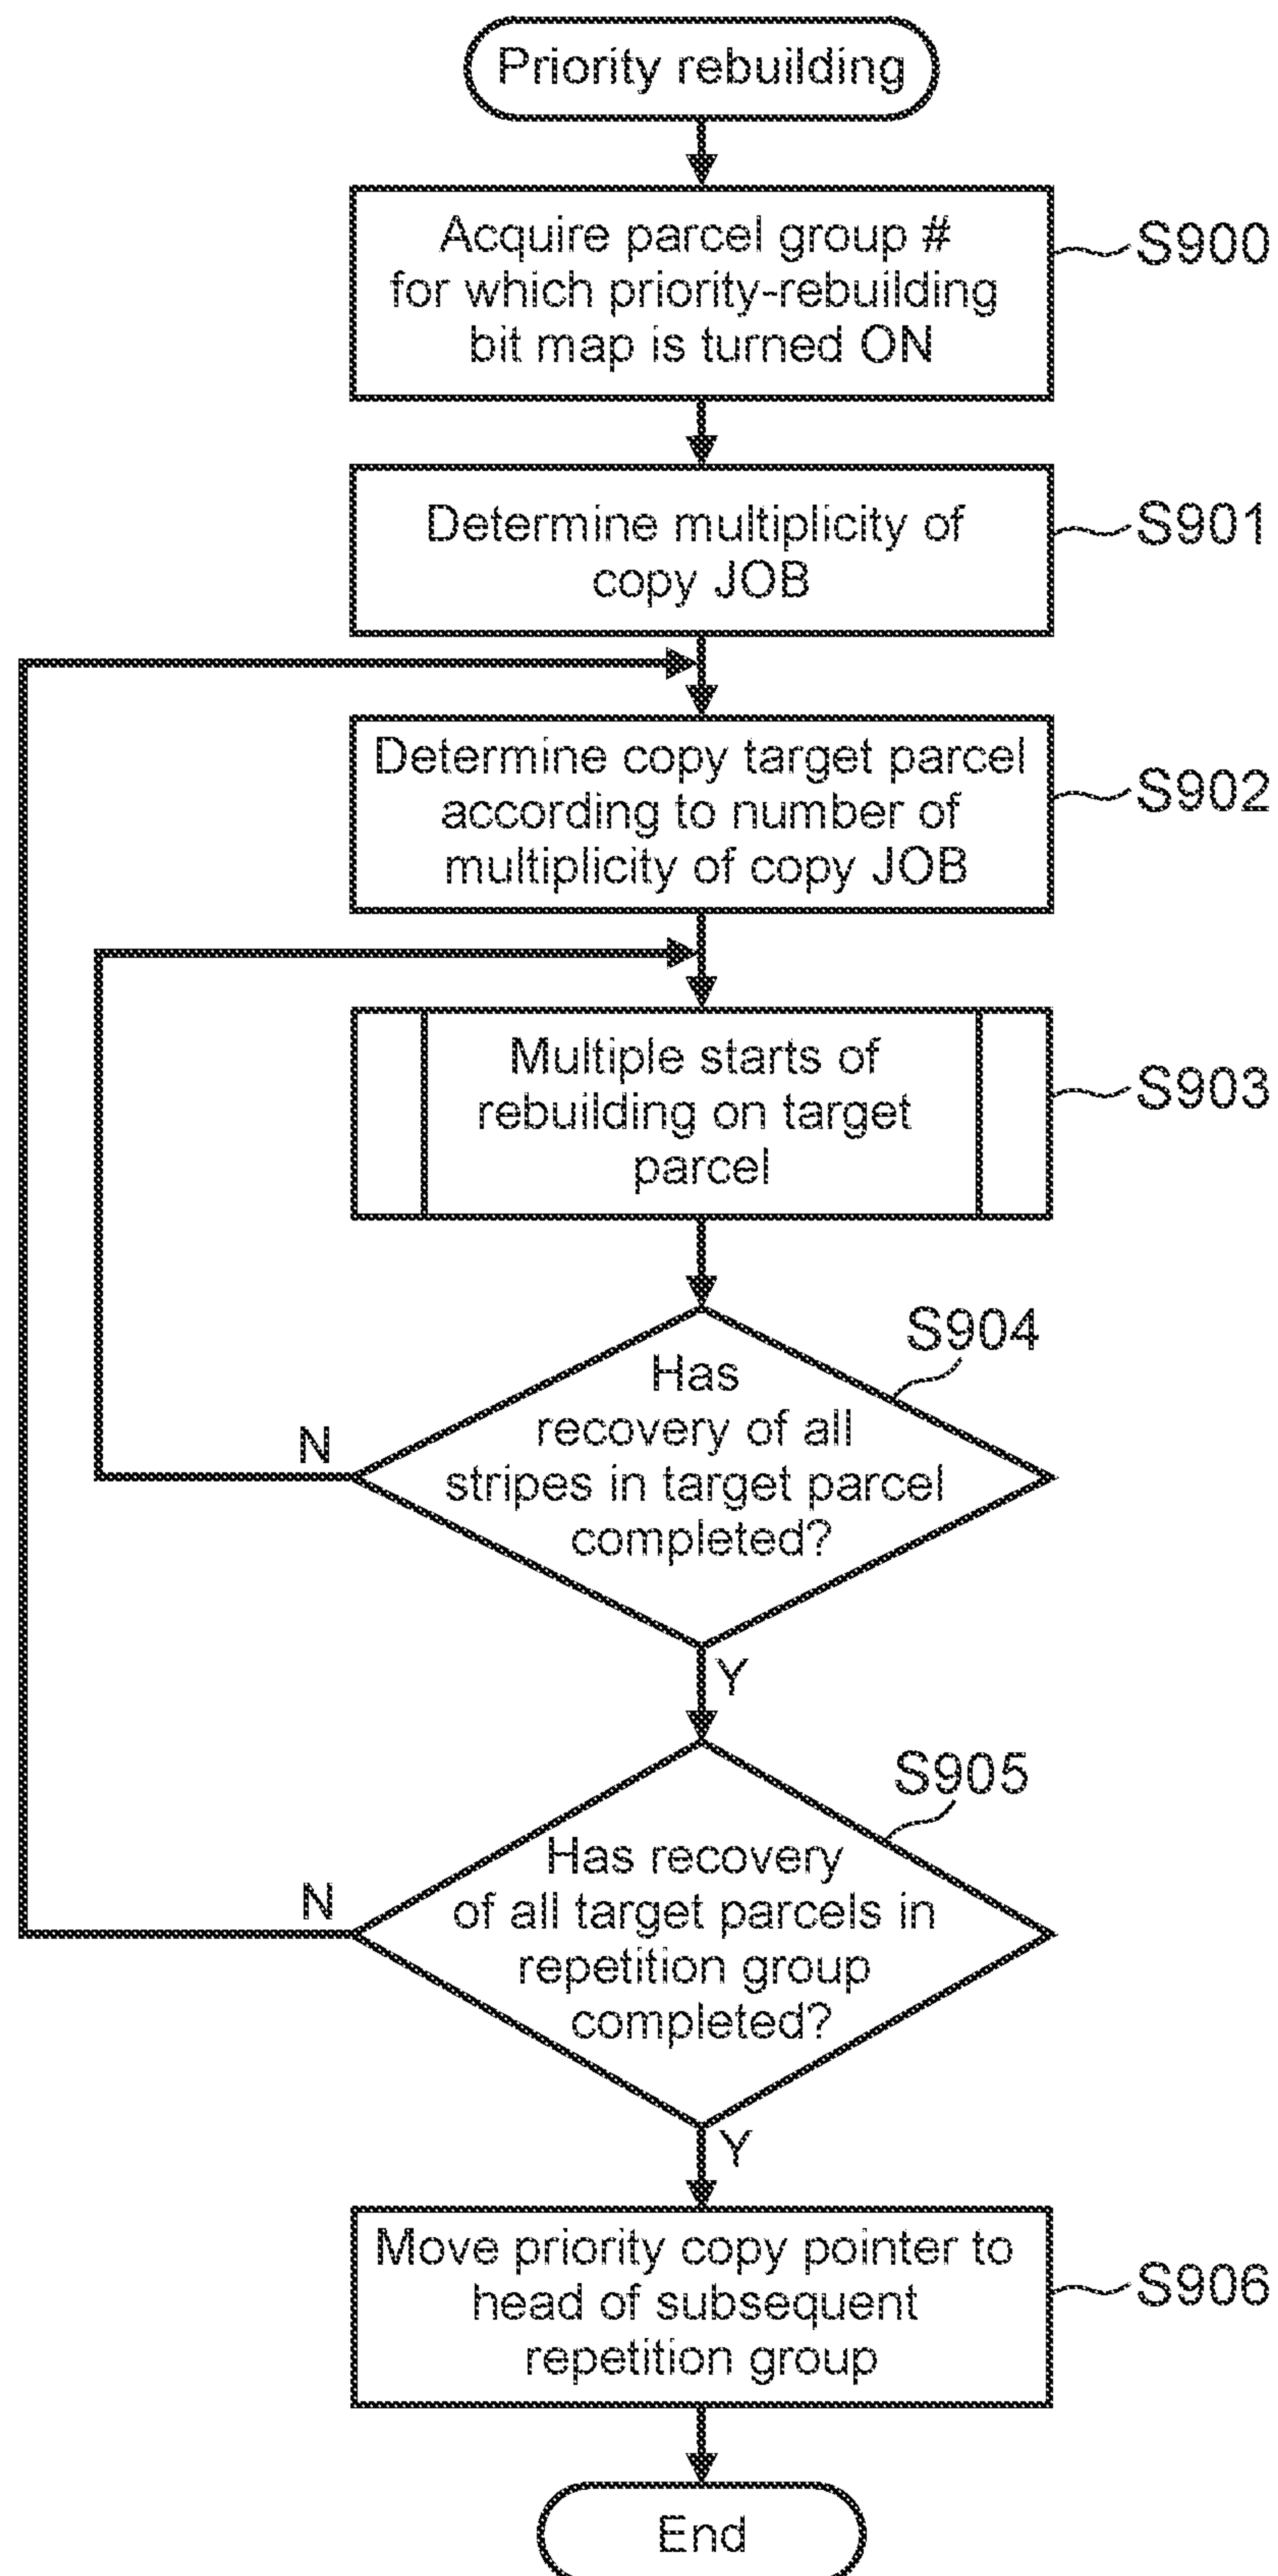 Priority rebuilding
Acquire parcel group #
for which priority-rebuilding
bit map is turned ON
S900
Determine multiplicity of
copy JOB
S901
Determine copy target parcel
according to number of
multiplicity of copy JOB
S902
Multiple starts of
rebuilding on target
parcel
S903
S904
Has
recovery of all
stripes in target parcel
completed?
N
Y
S905
Has recovery
of all target parcels in
repetition group
completed?
N
Y
Move priority copy pointer to
head of subsequent
repetition group
S906
End